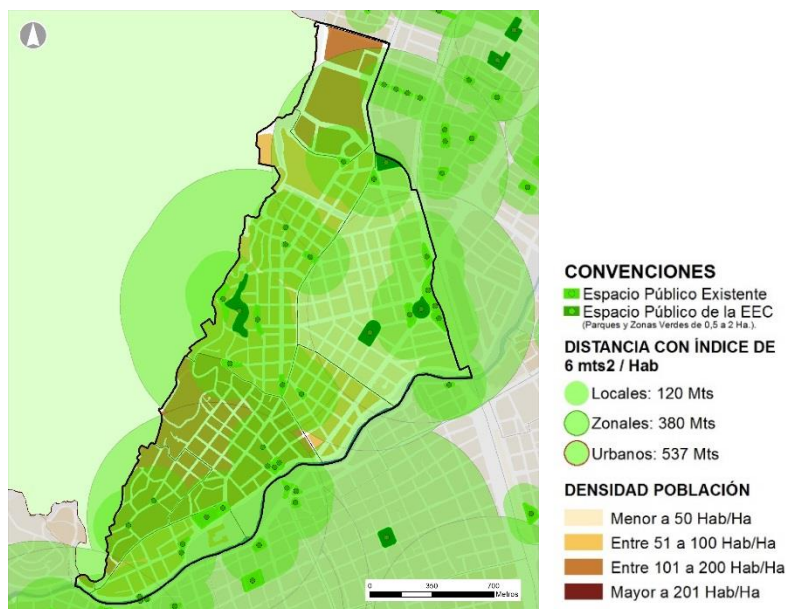 CONVENCIONES
Espacio Público Existente
Espacio Público de la EEC
(Parques y Zonas Verdes de 0,5 a 2 Ha.).
DISTANCIA CON ÍNDICE DE
6 mts2 / Hab
Locales: 120 Mts
Zonales: 380 Mts
Urbanos: 537 Mts
DENSIDAD POBLACIÓN
Menor a 50 Hab/Ha
Entre 51 a 100 Hab/Ha
Entre 101 a 200 Hab/Ha
Mayor a 201 Hab/Ha
0 350 700
Metros